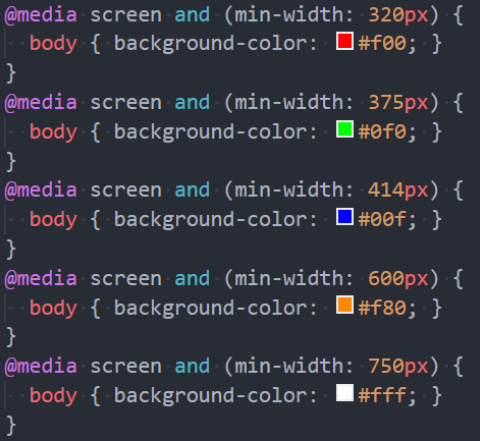 @media screen and (min-width: 320px) {
  body { background-color: #f00; }
}
@media screen and (min-width: 375px) {
  body { background-color: #0f0; }
}
@media screen and (min-width: 414px) {
  body { background-color: #00f; }
}
@media screen and (min-width: 600px) {
  body { background-color: #f80; }
}
@media screen and (min-width: 750px) {
  body { background-color: #fff; }
}